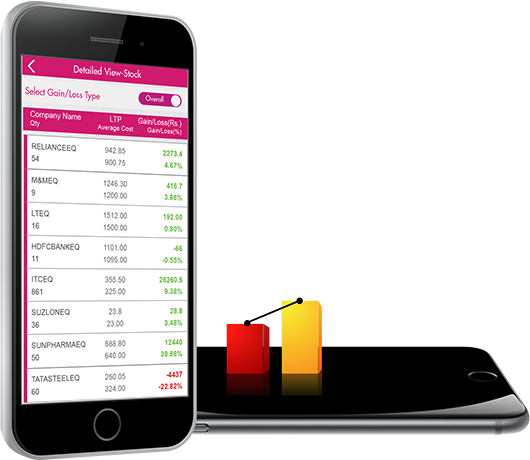 Detailed View-Stock
Select Gain/Loss Type Overall
Company Name LTP Gain/Loss(Rs.)
Qty Average Cost Gain/Loss(%)
RELIANCEEQ 942.85 2273.4
54 900.75 4.67%
M&MEQ 1246.30 416.7
9 1200.00 3.86%
LTEQ 1512.00 192.00
16 1500.00 0.80%
HDFCBANKEQ 1101.00 -66
11 1095.00 -0.55%
ITCEQ 355.50 26260.5
861 325.00 9.38%
SUZLONEQ 23.8 28.8
36 23.00 3.48%
SUNPHARMAEQ 888.80 12440
50 640.00 38.88%
TATASTEELEQ 250.05 -4437
60 324.00 -22.82%